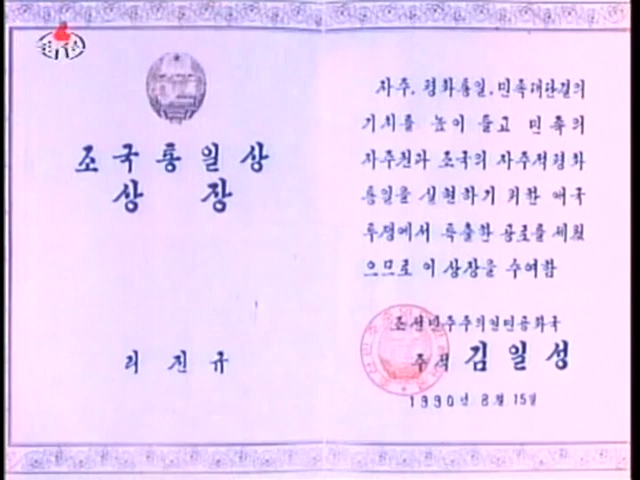 조국통일상
상 장
리진규
자주, 평화통일, 민족대단결의
기치를 높이 들고 민족의
자주권과 조국의 자주적평화
통일을 실현하기 위한 애국
투쟁에서 특출한 공로를 세웠
으므로 이 상장을 수여함
조선민주주의인민공화국
주석 김일성
1990년 8월 15일